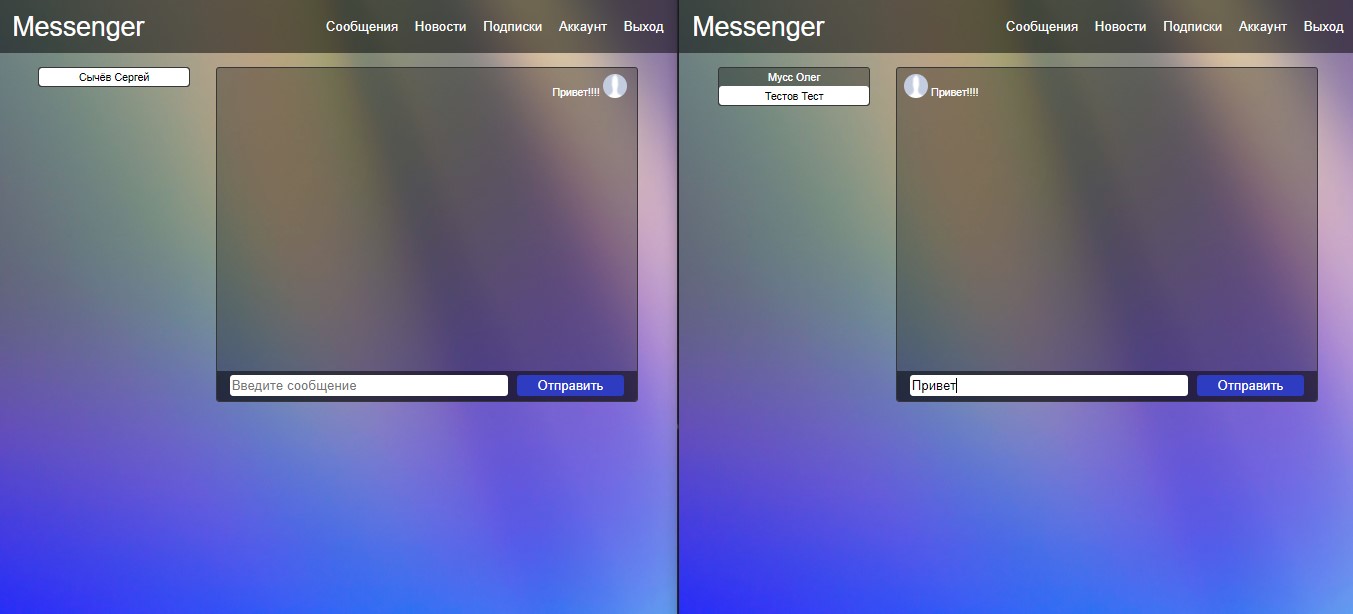 Messenger
Сообщения Новости Подписки Аккаунт Выход
Сычёв Сергей
Привет!!!!
Введите сообщение
Отправить
Messenger
Сообщения Новости Подписки Аккаунт Выход
Мусс Олег
Тестов Тест
Привет!!!!
Привет
Отправить